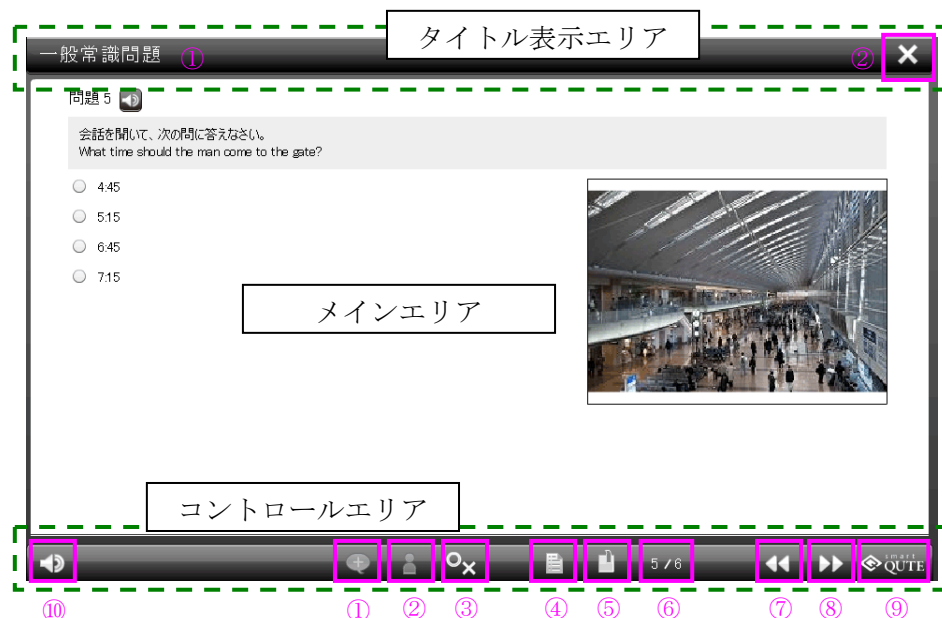 タイトル表示エリア
一般常識問題 ①
② ×
問題 5
会話を聞いて、次の問に答えなさい。
What time should the man come to the gate?
4:45
5:15
6:45
7:15
メインエリア
コントロールエリア
5 / 6
smart QUTE
⑩ ① ② ③ ④ ⑤ ⑥ ⑦ ⑧ ⑨